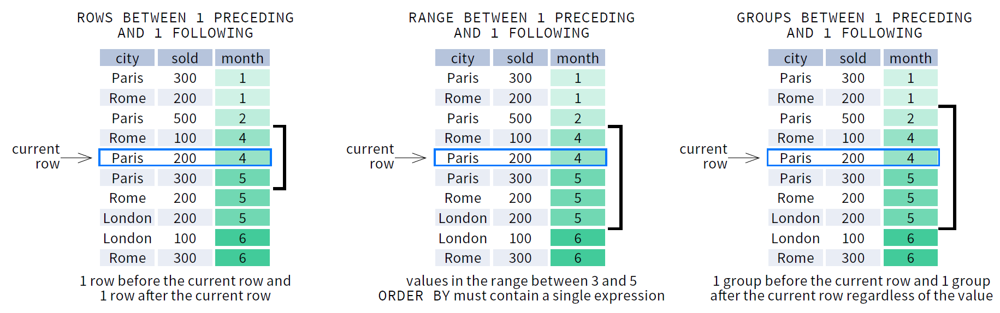 ROWS BETWEEN 1 PRECEDING
AND 1 FOLLOWING
city sold month
Paris 300 1
Rome 200 1
Paris 500 2
Rome 100 4
current
row
Paris 200 4
Paris 300 5
Rome 200 5
London 200 5
London 100 6
Rome 300 6
1 row before the current row and
1 row after the current row
RANGE BETWEEN 1 PRECEDING
AND 1 FOLLOWING
city sold month
Paris 300 1
Rome 200 1
Paris 500 2
Rome 100 4
current
row
Paris 200 4
Paris 300 5
Rome 200 5
London 200 5
London 100 6
Rome 300 6
values in the range between 3 and 5
ORDER BY must contain a single expression
GROUPS BETWEEN 1 PRECEDING
AND 1 FOLLOWING
city sold month
Paris 300 1
Rome 200 1
Paris 500 2
Rome 100 4
current
row
Paris 200 4
Paris 300 5
Rome 200 5
London 200 5
London 100 6
Rome 300 6
1 group before the current row and 1 group
after the current row regardless of the value